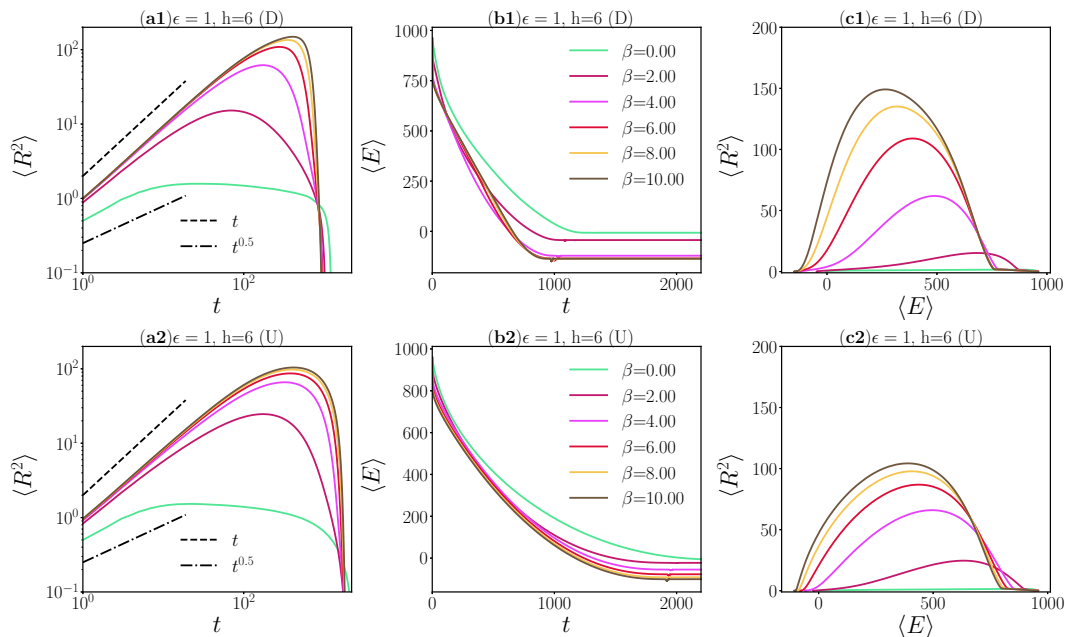 (a1)ϵ = 1, h=6 (D)
⟨R²⟩
10²
10¹
10⁰
10⁻¹
t
t⁰·⁵
10⁰
10²
t
(b1)ϵ = 1, h=6 (D)
⟨E⟩
1000
750
500
250
0
β=0.00
β=2.00
β=4.00
β=6.00
β=8.00
β=10.00
0
1000
2000
t
(c1)ϵ = 1, h=6 (D)
⟨R²⟩
200
150
100
50
0
0
500
1000
⟨E⟩
(a2)ϵ = 1, h=6 (U)
⟨R²⟩
10²
10¹
10⁰
10⁻¹
t
t⁰·⁵
10⁰
10²
t
(b2)ϵ = 1, h=6 (U)
⟨E⟩
1000
800
600
400
200
0
β=0.00
β=2.00
β=4.00
β=6.00
β=8.00
β=10.00
0
1000
2000
t
(c2)ϵ = 1, h=6 (U)
⟨R²⟩
200
150
100
50
0
0
500
1000
⟨E⟩